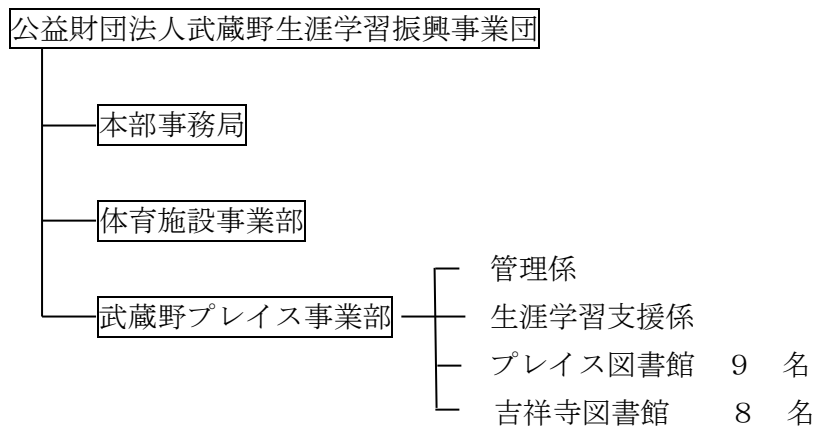 公益財団法人武蔵野生涯学習振興事業団
本部事務局
体育施設事業部
管理係
武蔵野プレイス事業部
生涯学習支援係
プレイス図書館　９　名
吉祥寺図書館　８　名